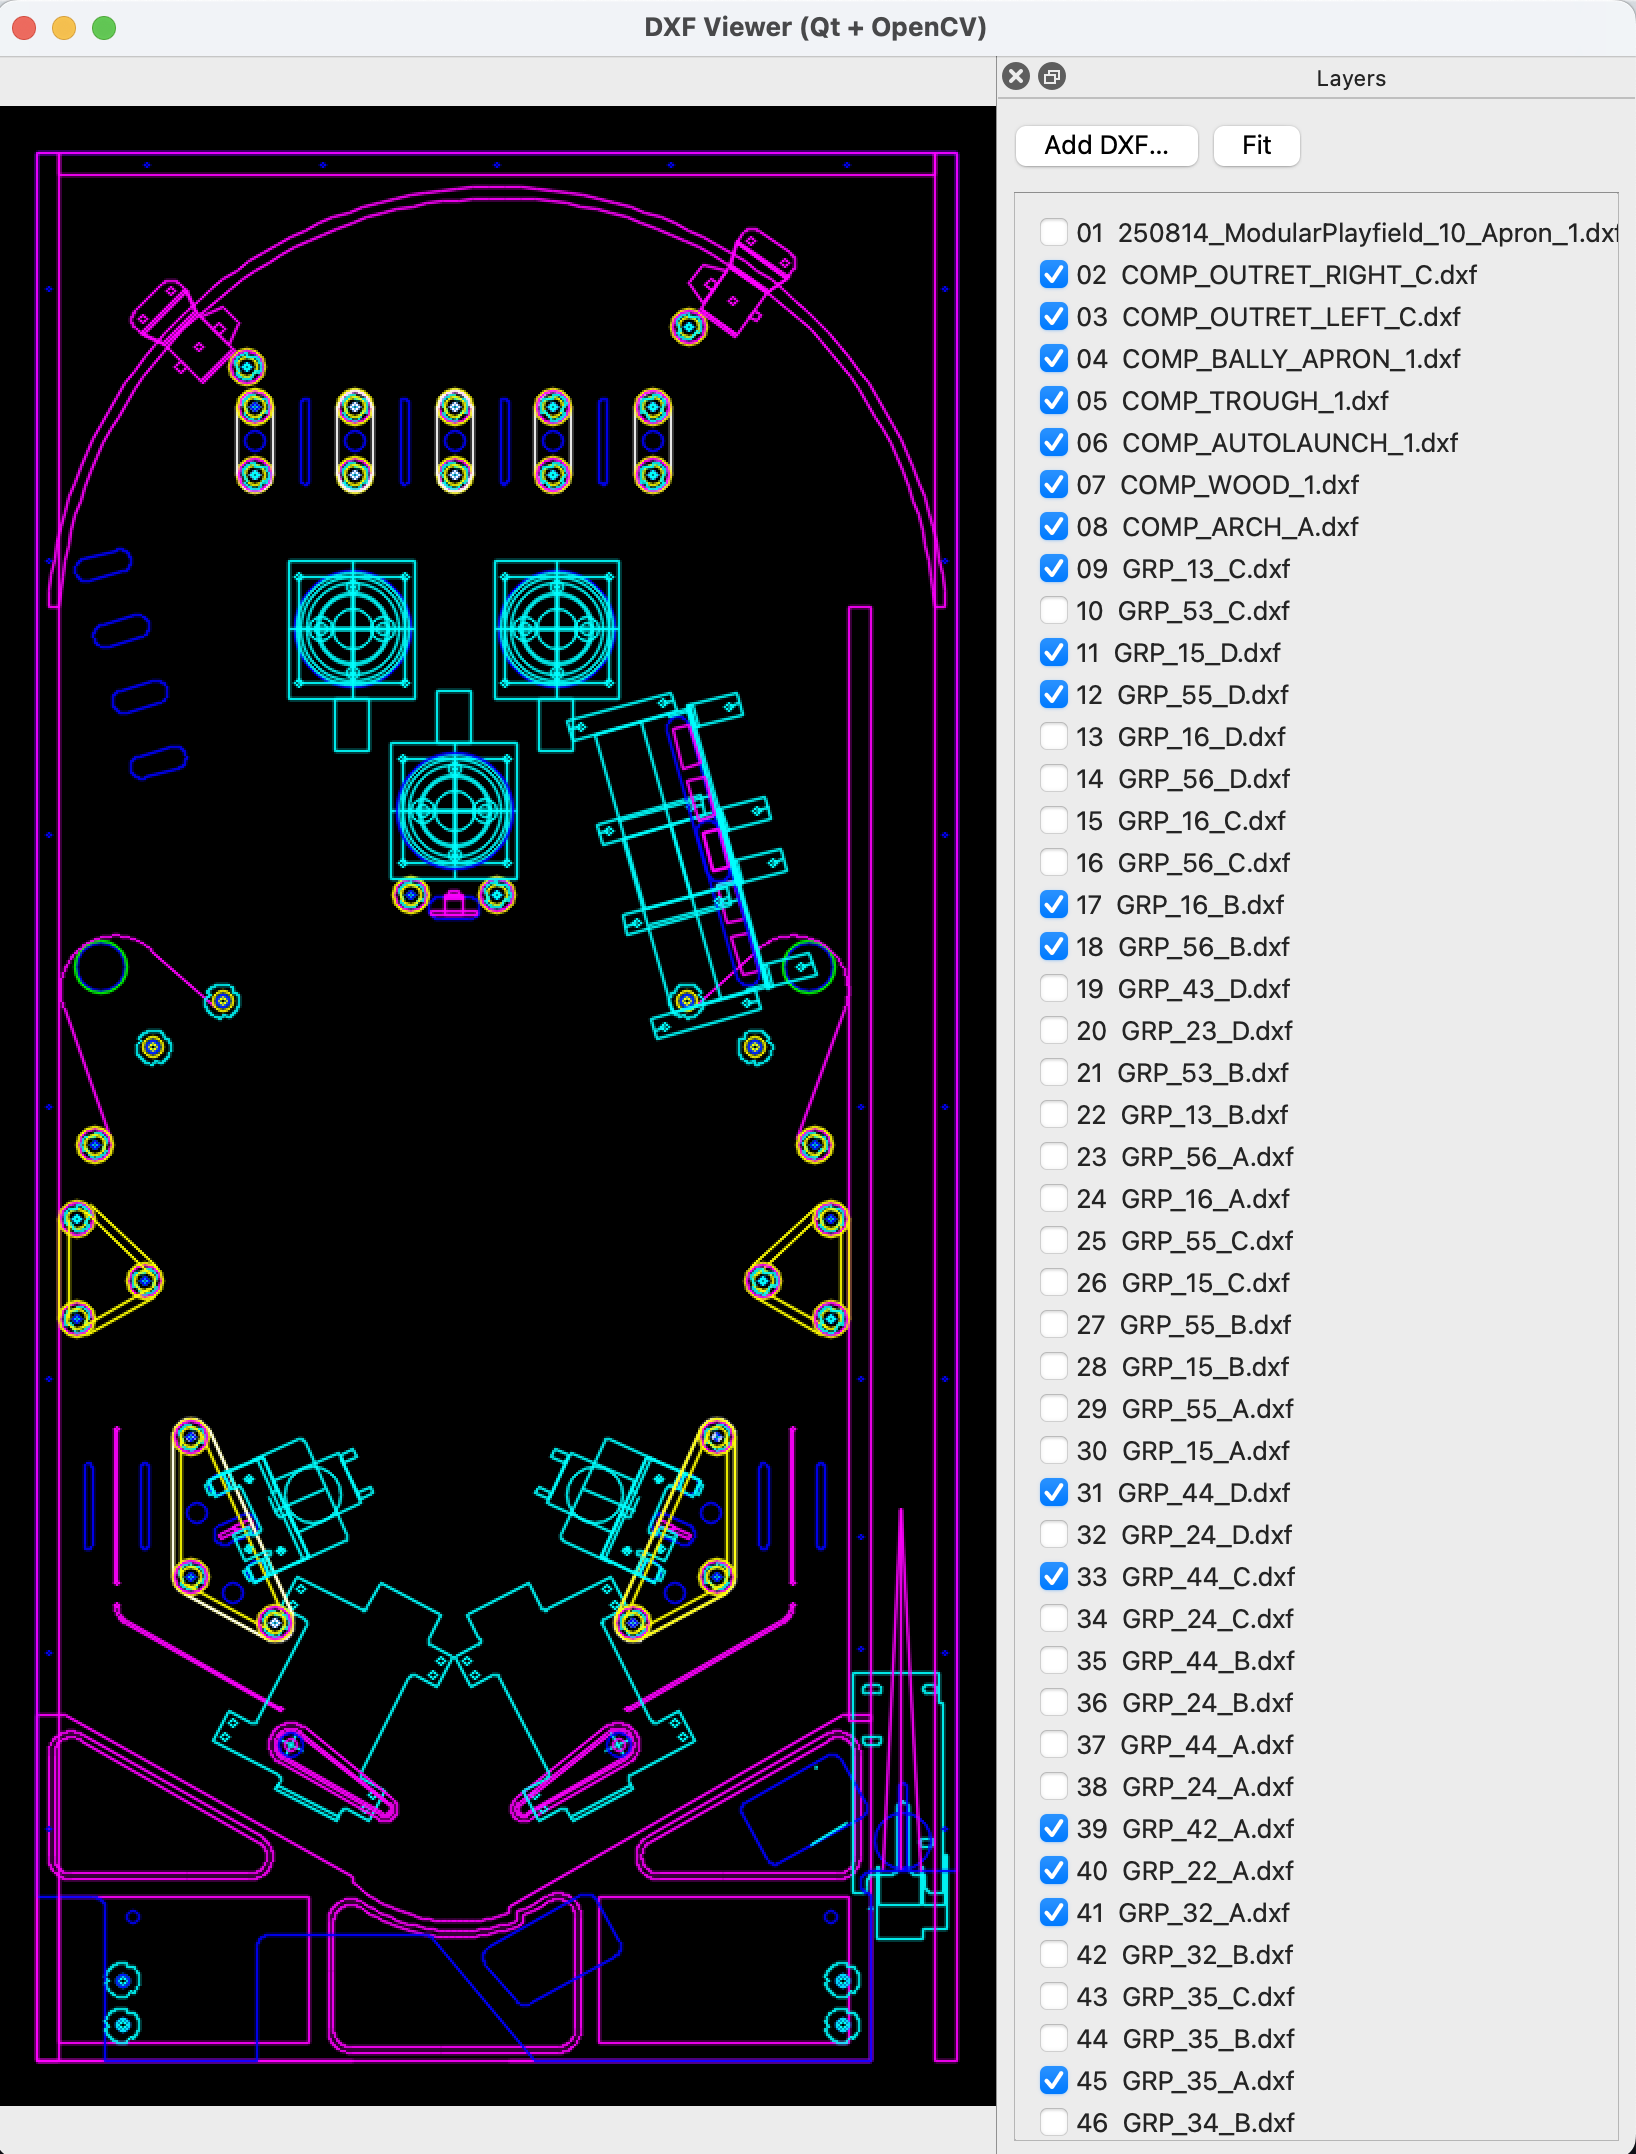 DXF Viewer (Qt + OpenCV)
Layers
Add DXF...
Fit
01 250814_ModularPlayfield_10_Apron_1.dxf
02 COMP_OUTRET_RIGHT_C.dxf
03 COMP_OUTRET_LEFT_C.dxf
04 COMP_BALLY_APRON_1.dxf
05 COMP_TROUGH_1.dxf
06 COMP_AUTOLAUNCH_1.dxf
07 COMP_WOOD_1.dxf
08 COMP_ARCH_A.dxf
09 GRP_13_C.dxf
10 GRP_53_C.dxf
11 GRP_15_D.dxf
12 GRP_55_D.dxf
13 GRP_16_D.dxf
14 GRP_56_D.dxf
15 GRP_16_C.dxf
16 GRP_56_C.dxf
17 GRP_16_B.dxf
18 GRP_56_B.dxf
19 GRP_43_D.dxf
20 GRP_23_D.dxf
21 GRP_53_B.dxf
22 GRP_13_B.dxf
23 GRP_56_A.dxf
24 GRP_16_A.dxf
25 GRP_55_C.dxf
26 GRP_15_C.dxf
27 GRP_55_B.dxf
28 GRP_15_B.dxf
29 GRP_55_A.dxf
30 GRP_15_A.dxf
31 GRP_44_D.dxf
32 GRP_24_D.dxf
33 GRP_44_C.dxf
34 GRP_24_C.dxf
35 GRP_44_B.dxf
36 GRP_24_B.dxf
37 GRP_44_A.dxf
38 GRP_24_A.dxf
39 GRP_42_A.dxf
40 GRP_22_A.dxf
41 GRP_32_A.dxf
42 GRP_32_B.dxf
43 GRP_35_C.dxf
44 GRP_35_B.dxf
45 GRP_35_A.dxf
46 GRP_34_B.dxf